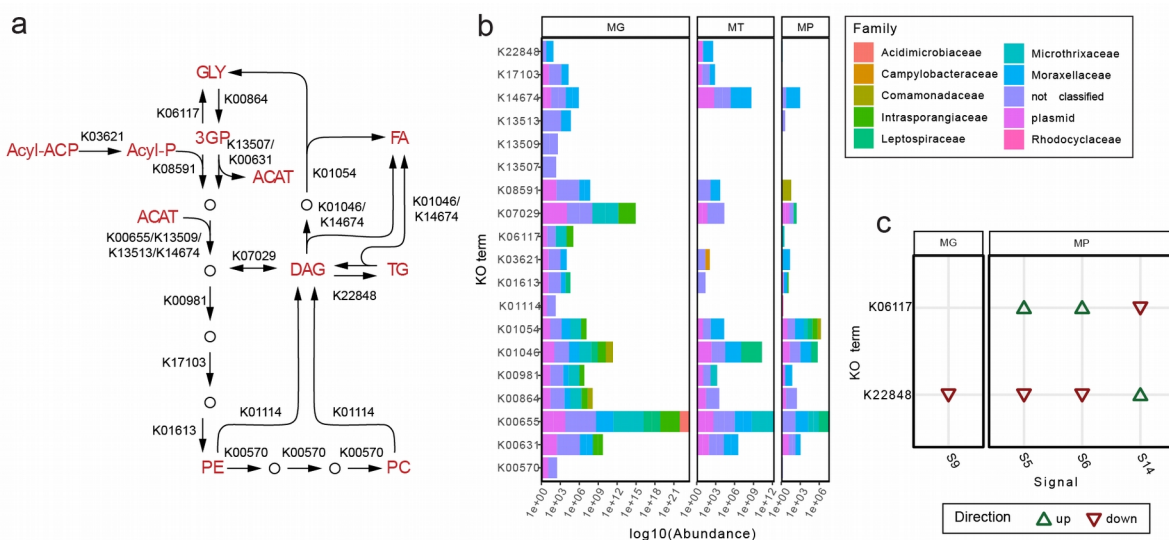 a
GLY
K06117
K00864
3GP
K03621
Acyl-ACP
Acyl-P
K08591
K13507/
K00631
ACAT
FA
K01054
ACAT
K01046/
K14674
K01046/
K14674
K00655/K13509/
K13513/K14674
K07029
DAG
TG
K22848
K00981
K17103
K01613
K01114
K01114
PE
K00570
K00570
K00570
PC
b
MG
MT
MP
KO term
K22848
K17103
K14674
K13513
K13509
K13507
K08591
K07029
K06117
K03621
K01613
K01114
K01054
K01046
K00981
K00864
K00655
K00631
K00570
1e+00
1e+03
1e+06
1e+09
1e+12
1e+15
1e+18
1e+21
1e+00
1e+03
1e+06
1e+09
1e+12
1e+00
1e+03
1e+06
log10(Abundance)
Family
Acidimicrobiaceae
Campylobacteraceae
Comamonadaceae
Intrasporangiaceae
Leptospiraceae
Microthrixaceae
Moraxellaceae
not classified
plasmid
Rhodocyclaceae
c
MG
MP
KO term
K06117
K22848
S9
S5
S6
S14
Signal
Direction
up
down